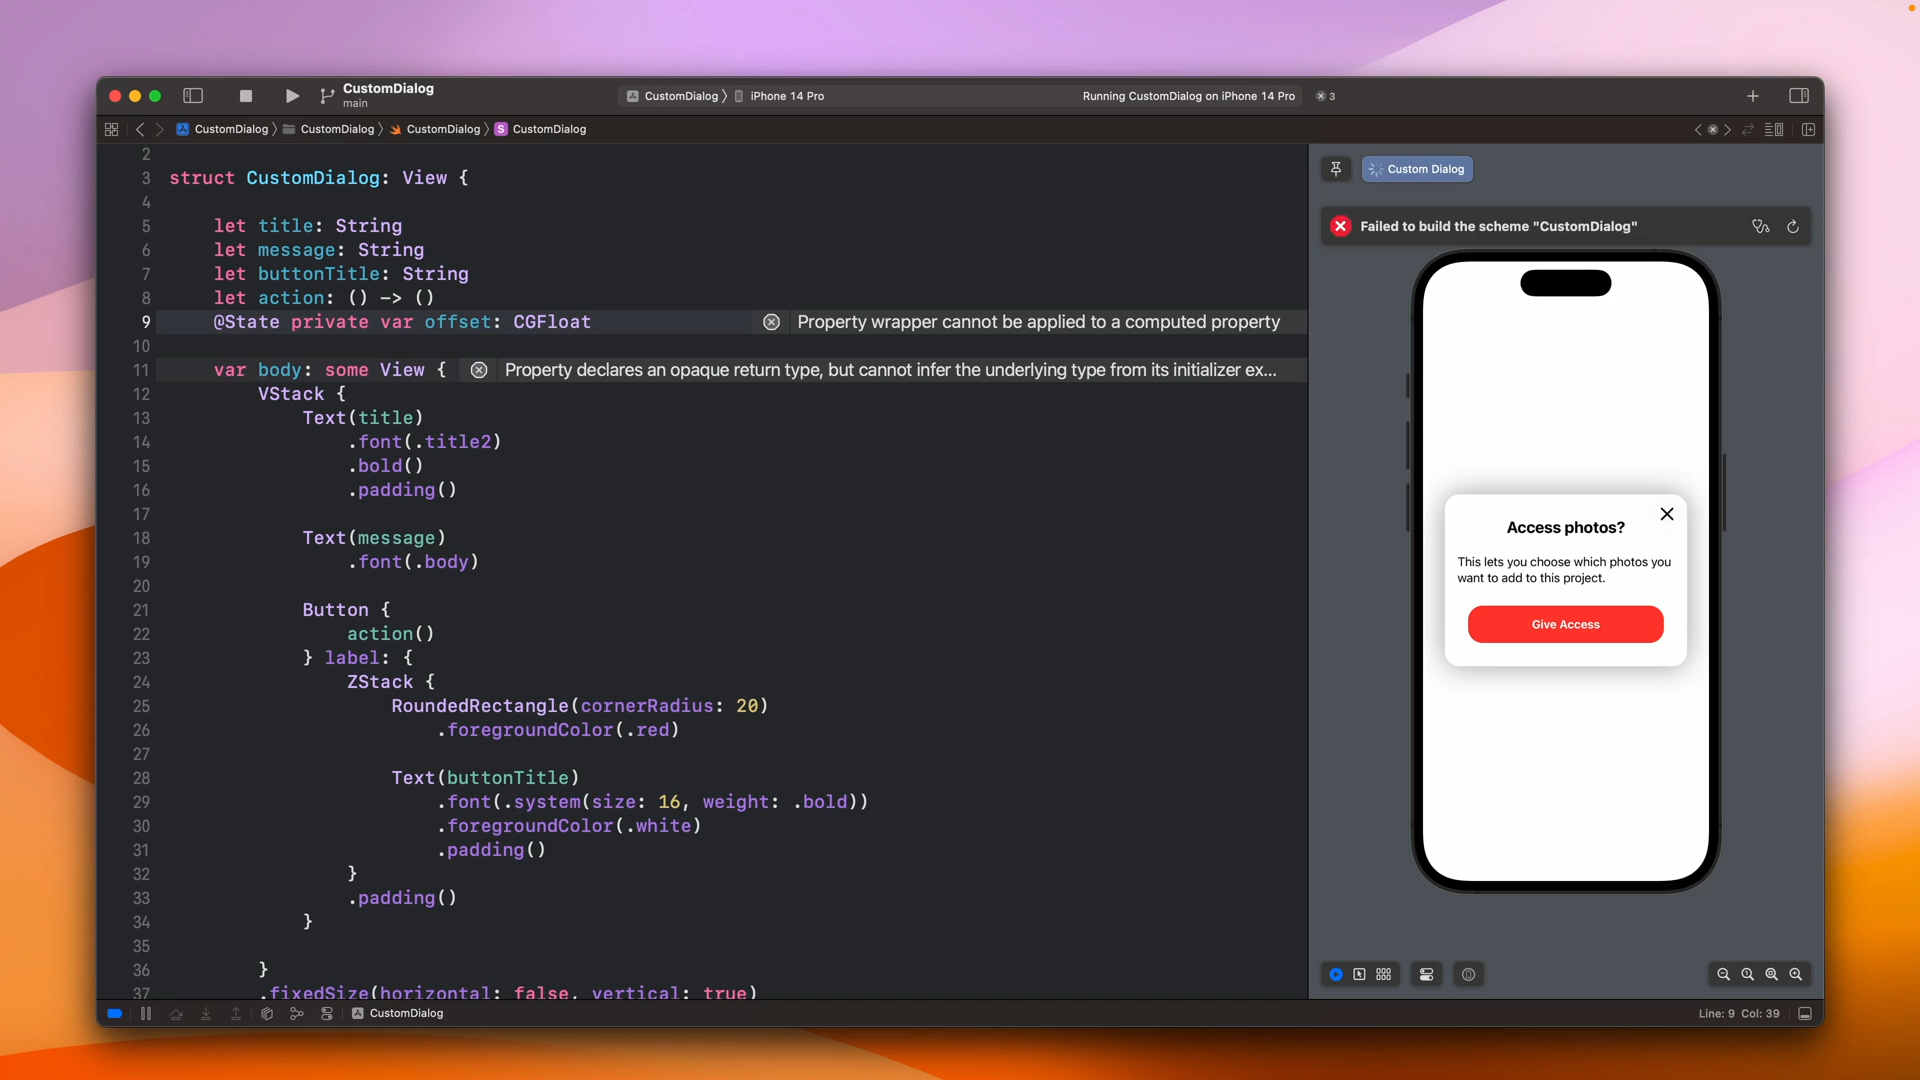 CustomDialog
main
CustomDialog
iPhone 14 Pro
Running CustomDialog on iPhone 14 Pro
3
CustomDialog
CustomDialog
CustomDialog
S
CustomDialog
2
3 struct CustomDialog: View {
4
5 let title: String
6 let message: String
7 let buttonTitle: String
8 let action: () -> ()
9 @State private var offset: CGFloat
Property wrapper cannot be applied to a computed property
10
11 var body: some View {
Property declares an opaque return type, but cannot infer the underlying type from its initializer ex...
12 VStack {
13 Text(title)
14 .font(.title2)
15 .bold()
16 .padding()
17
18 Text(message)
19 .font(.body)
20
21 Button {
22 action()
23 } label: {
24 ZStack {
25 RoundedRectangle(cornerRadius: 20)
26 .foregroundColor(.red)
27
28 Text(buttonTitle)
29 .font(.system(size: 16, weight: .bold))
30 .foregroundColor(.white)
31 .padding()
32 }
33 .padding()
34 }
35
36 }
37 .fixedSize(horizontal: false, vertical: true)
Custom Dialog
Failed to build the scheme "CustomDialog"
Access photos?
This lets you choose which photos you
want to add to this project.
Give Access
CustomDialog
Line: 9 Col: 39